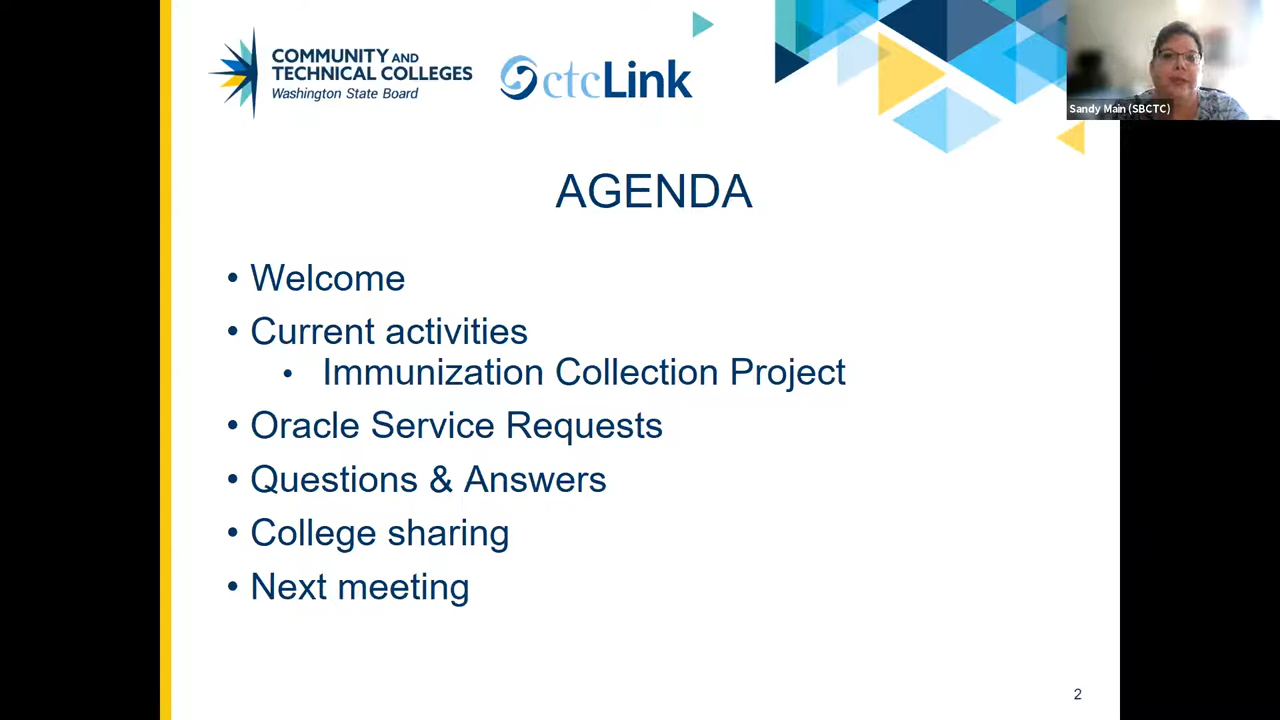 COMMUNITY AND
TECHNICAL COLLEGES
Washington State Board
ctcLink
Sandy Main (SBCTC)
AGENDA
• Welcome
• Current activities
• Immunization Collection Project
• Oracle Service Requests
• Questions & Answers
• College sharing
• Next meeting
2